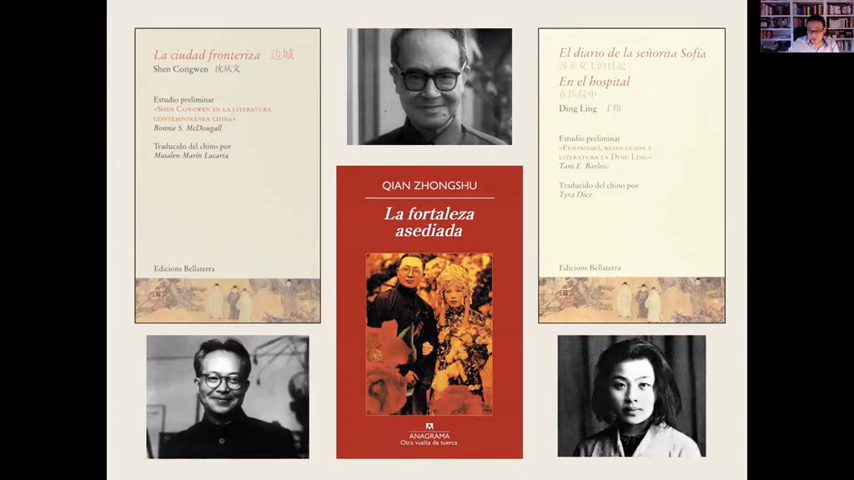 La ciudad fronteriza 边城
Shen Congwen 沈从文
Estudio preliminar
«Shen Congwen en la literatura
contemporánea china»
Bonnie S. McDougall
Traducido del chino por
Maialen Marín Lacarta
Edicions Bellaterra
QIAN ZHONGSHU
La fortaleza
asediada
ANAGRAMA
Otra vuelta de tuerca
El diario de la señorita Sofía
莎菲女士的日記
En el hospital
在医院中
Ding Ling 丁玲
Estudio preliminar
«Feminismo, revolución y
literatura en Ding Ling»
Tani E. Barlow
Traducido del chino por
Tyra Díez
Edicions Bellaterra